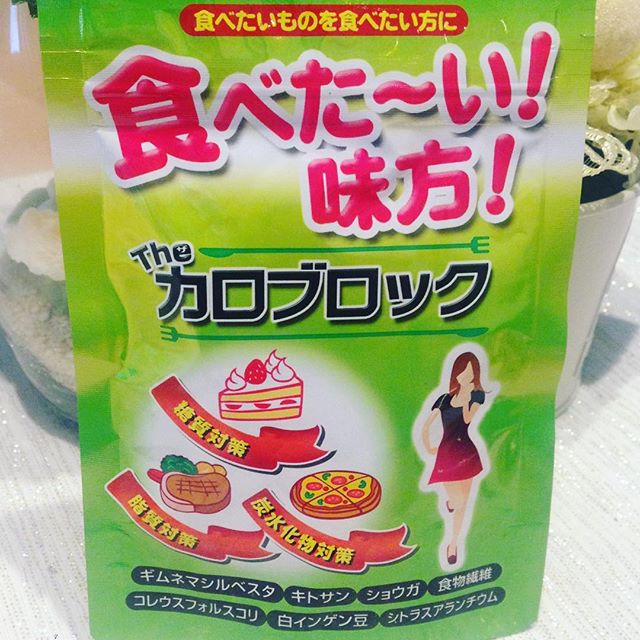 食べたいものを食べたい方に
食べた〜い!
味方!
Theザ
カロブロック
糖質対策
脂質対策
炭水化物対策
ギムネマシルベスタ キトサン ショウガ 食物繊維
コレウスフォルスコリ 白インゲン豆 シトラスアランチウム